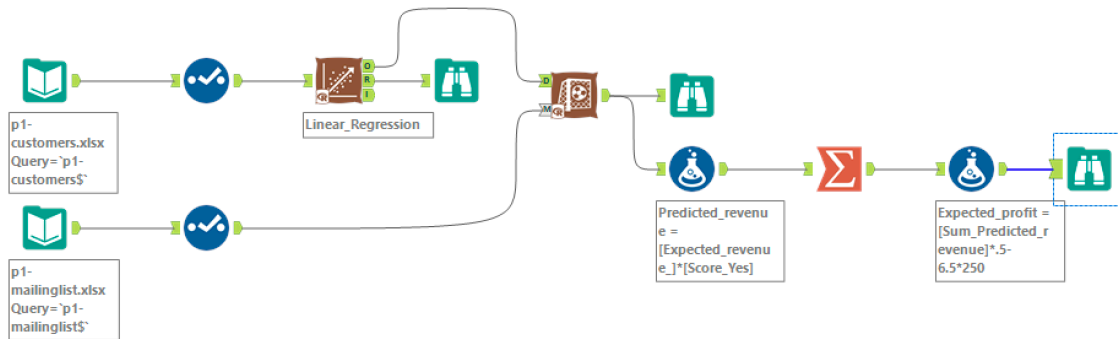 O
R
I
D
M
p1-
customers.xlsx
Query=`p1-
customers$`
Linear_Regression
p1-
mailinglist.xlsx
Query=`p1-
mailinglist$`
Predicted_revenu
e =
[Expected_revenu
e_]*[Score_Yes]
Expected_profit =
[Sum_Predicted_r
evenue]*.5-
6.5*250